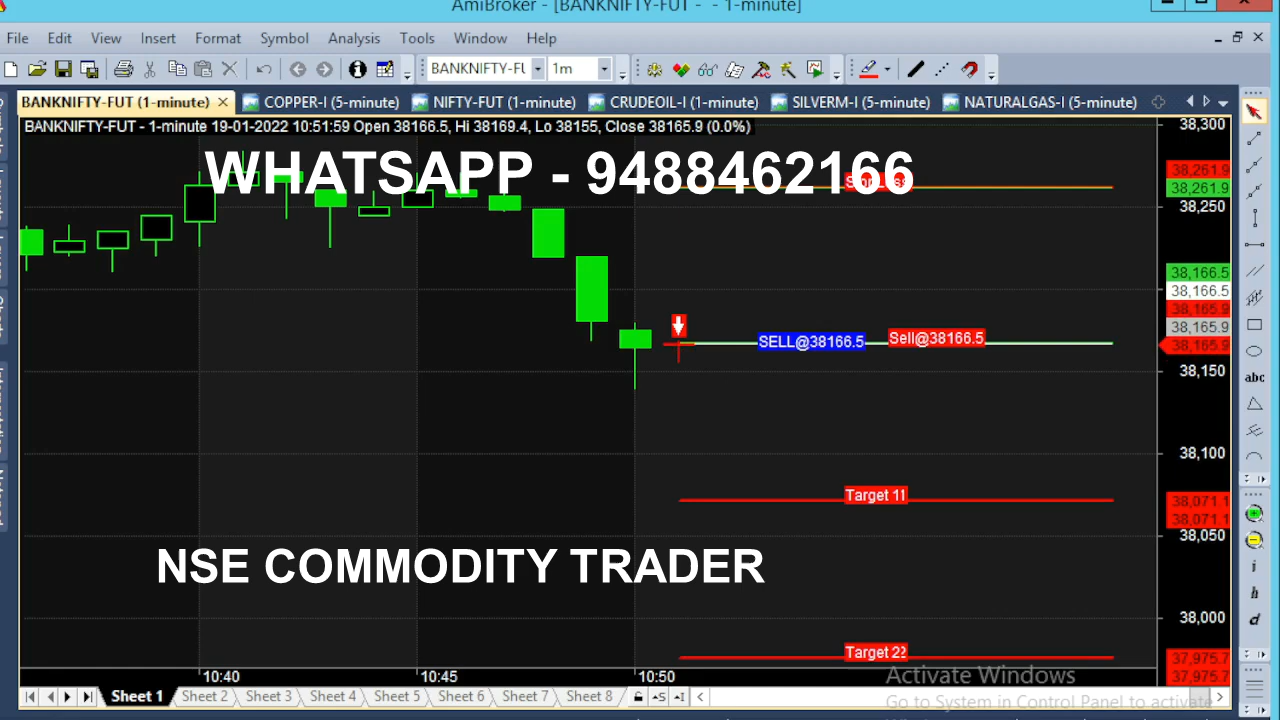 AmiBroker - [BANKNIFTY-FUT - - 1-minute]
File Edit View Insert Format Symbol Analysis Tools Window Help
BANKNIFTY-FU 1m
BANKNIFTY-FUT (1-minute) COPPER-I (5-minute) NIFTY-FUT (1-minute) CRUDEOIL-I (1-minute) SILVERM-I (5-minute) NATURALGAS-I (5-minute)
BANKNIFTY-FUT - 1-minute 19-01-2022 10:51:59 Open 38166.5, Hi 38169.4, Lo 38155, Close 38165.9 (0.0%)
38,300
WHATSAPP - 9488462166
38,261.9
38,261.9
38,250
38,166.5
38,166.5
38,165.9
38,165.9
SELL@38166.5 Sell@38166.5
38,165.9
38,150
abc
38,100
Target 11
38,071.1
38,071.1
38,050
NSE COMMODITY TRADER
i
h
38,000
d
Target 22
37,975.7
10:40 10:45 10:50
37,975.7
Activate Windows
Sheet 1 Sheet 2 Sheet 3 Sheet 4 Sheet 5 Sheet 6 Sheet 7 Sheet 8
Go to System in Control Panel to activate